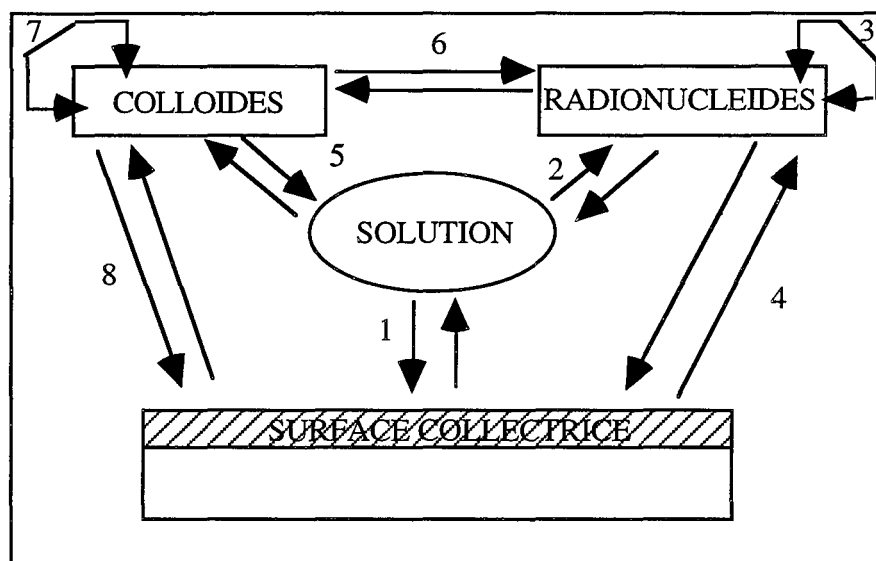 7
6
3
COLLOIDES
RADIONUCLEIDES
5
2
SOLUTION
8
4
1
SURFACE COLLECTRICE